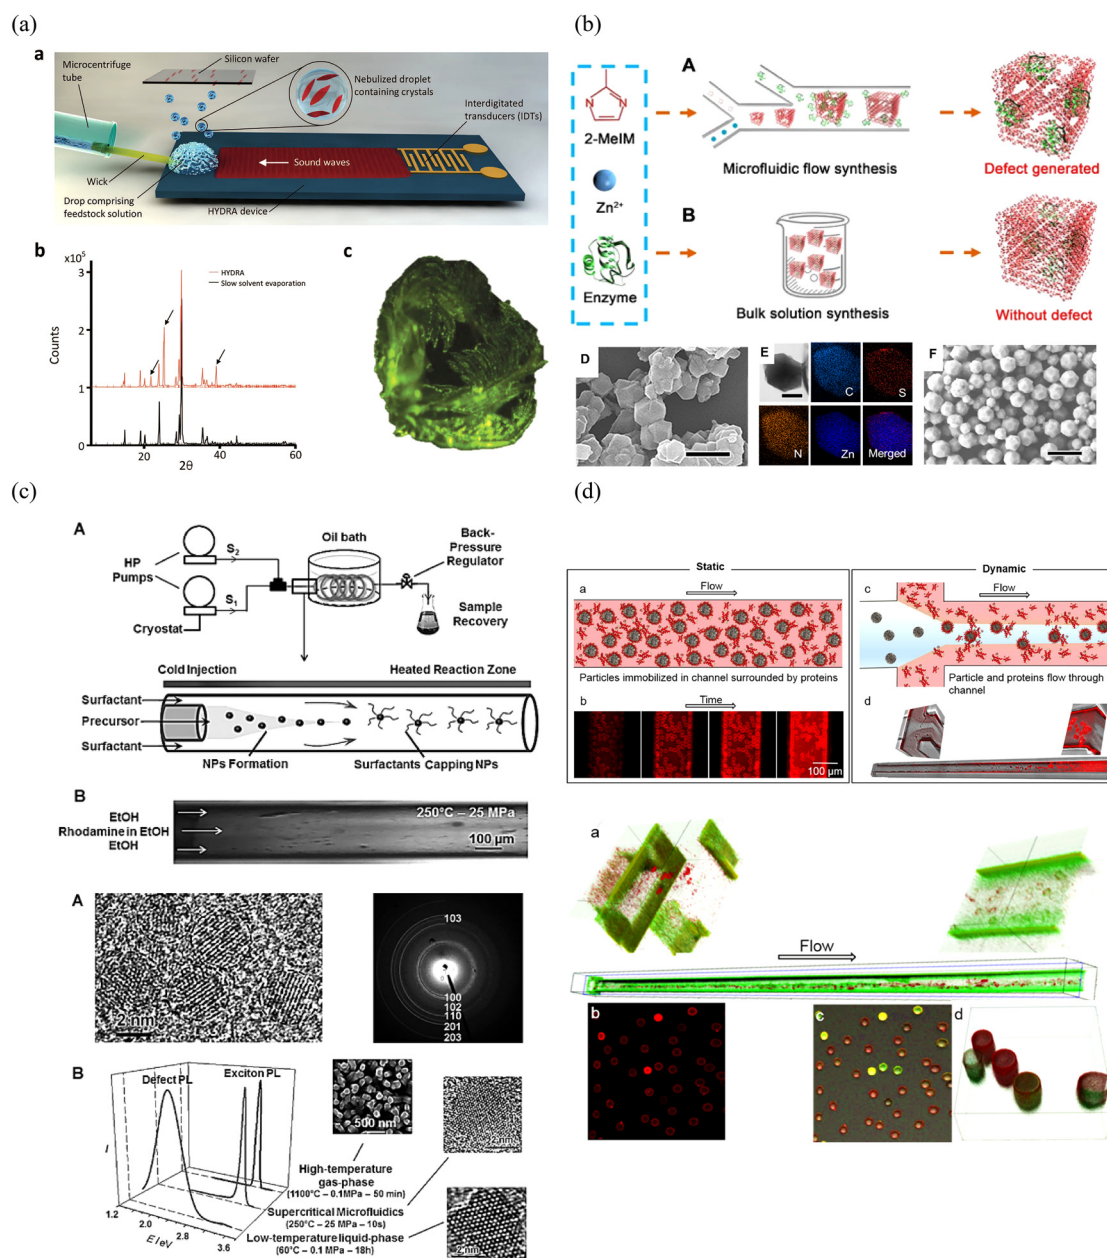 (a)
a
Silicon wafer
Microcentrifuge
tube
Nebulized droplet
containing crystals
Interdigitated
transducers (IDTs)
Sound waves
Wick
Drop comprising
feedstock solution
HYDRA device
b
×10⁵
HYDRA
Slow solvent evaporation
3
2
1
0
Counts
20
40
60
2θ
c
(b)
A
2-MeIM
Microfluidic flow synthesis
Defect generated
Zn²⁺
B
Enzyme
Bulk solution synthesis
Without defect
D
E
C
S
N
Zn
Merged
F
(c)
A
HP
Pumps
S₂
S₁
Cryostat
Oil bath
Back-
Pressure
Regulator
Sample
Recovery
Cold Injection
Heated Reaction Zone
Surfactant
Precursor
Surfactant
NPs Formation
Surfactants Capping NPs
B
EtOH
Rhodamine in EtOH
EtOH
250°C – 25 MPa
100 µm
A
2 nm
103
100
102
110
201
203
B
Defect PL
Exciton PL
I
1.2
2.0
2.8
3.6
E/eV
500 nm
2 nm
2 nm
High-temperature
gas-phase
(1100°C – 0.1MPa – 50 min)
Supercritical Microfluidics
(250°C – 25 MPa – 10s)
Low-temperature liquid-phase
(60°C – 0.1 MPa – 18h)
(d)
Static
a
Flow
Particles immobilized in channel surrounded by proteins
b
Time
100 µm
Dynamic
c
Flow
Particle and proteins flow through
channel
d
a
Flow
b
c
d